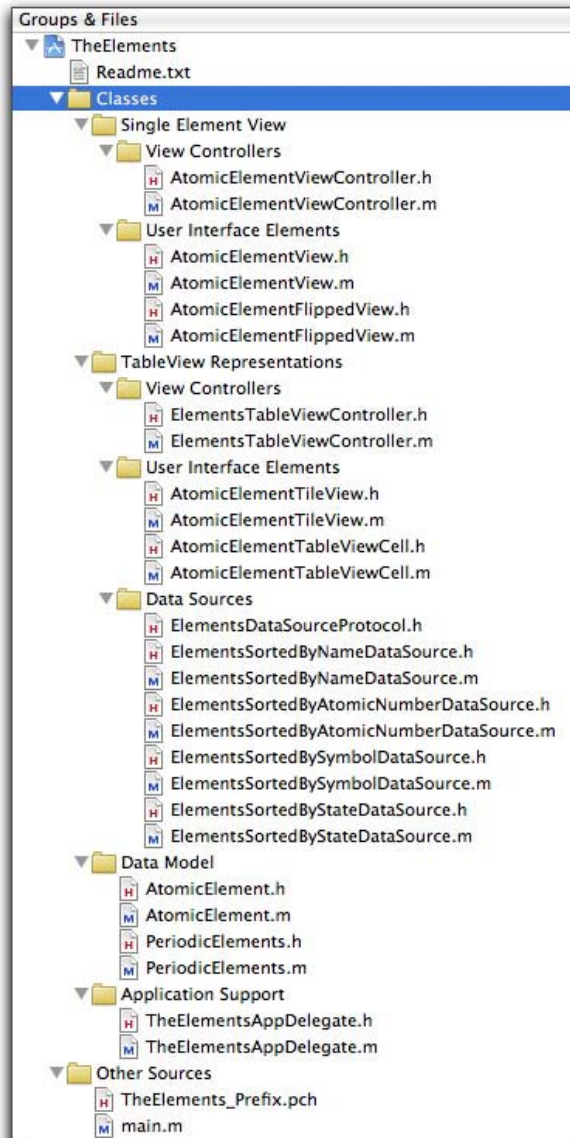 Groups & Files
TheElements
Readme.txt
Classes
Single Element View
View Controllers
AtomicElementViewController.h
AtomicElementViewController.m
User Interface Elements
AtomicElementView.h
AtomicElementView.m
AtomicElementFlippedView.h
AtomicElementFlippedView.m
TableView Representations
View Controllers
ElementsTableViewController.h
ElementsTableViewController.m
User Interface Elements
AtomicElementTileView.h
AtomicElementTileView.m
AtomicElementTableViewCell.h
AtomicElementTableViewCell.m
Data Sources
ElementsDataSourceProtocol.h
ElementsSortedByNameDataSource.h
ElementsSortedByNameDataSource.m
ElementsSortedByAtomicNumberDataSource.h
ElementsSortedByAtomicNumberDataSource.m
ElementsSortedBySymbolDataSource.h
ElementsSortedBySymbolDataSource.m
ElementsSortedByStateDataSource.h
ElementsSortedByStateDataSource.m
Data Model
AtomicElement.h
AtomicElement.m
PeriodicElements.h
PeriodicElements.m
Application Support
TheElementsAppDelegate.h
TheElementsAppDelegate.m
Other Sources
TheElements_Prefix.pch
main.m